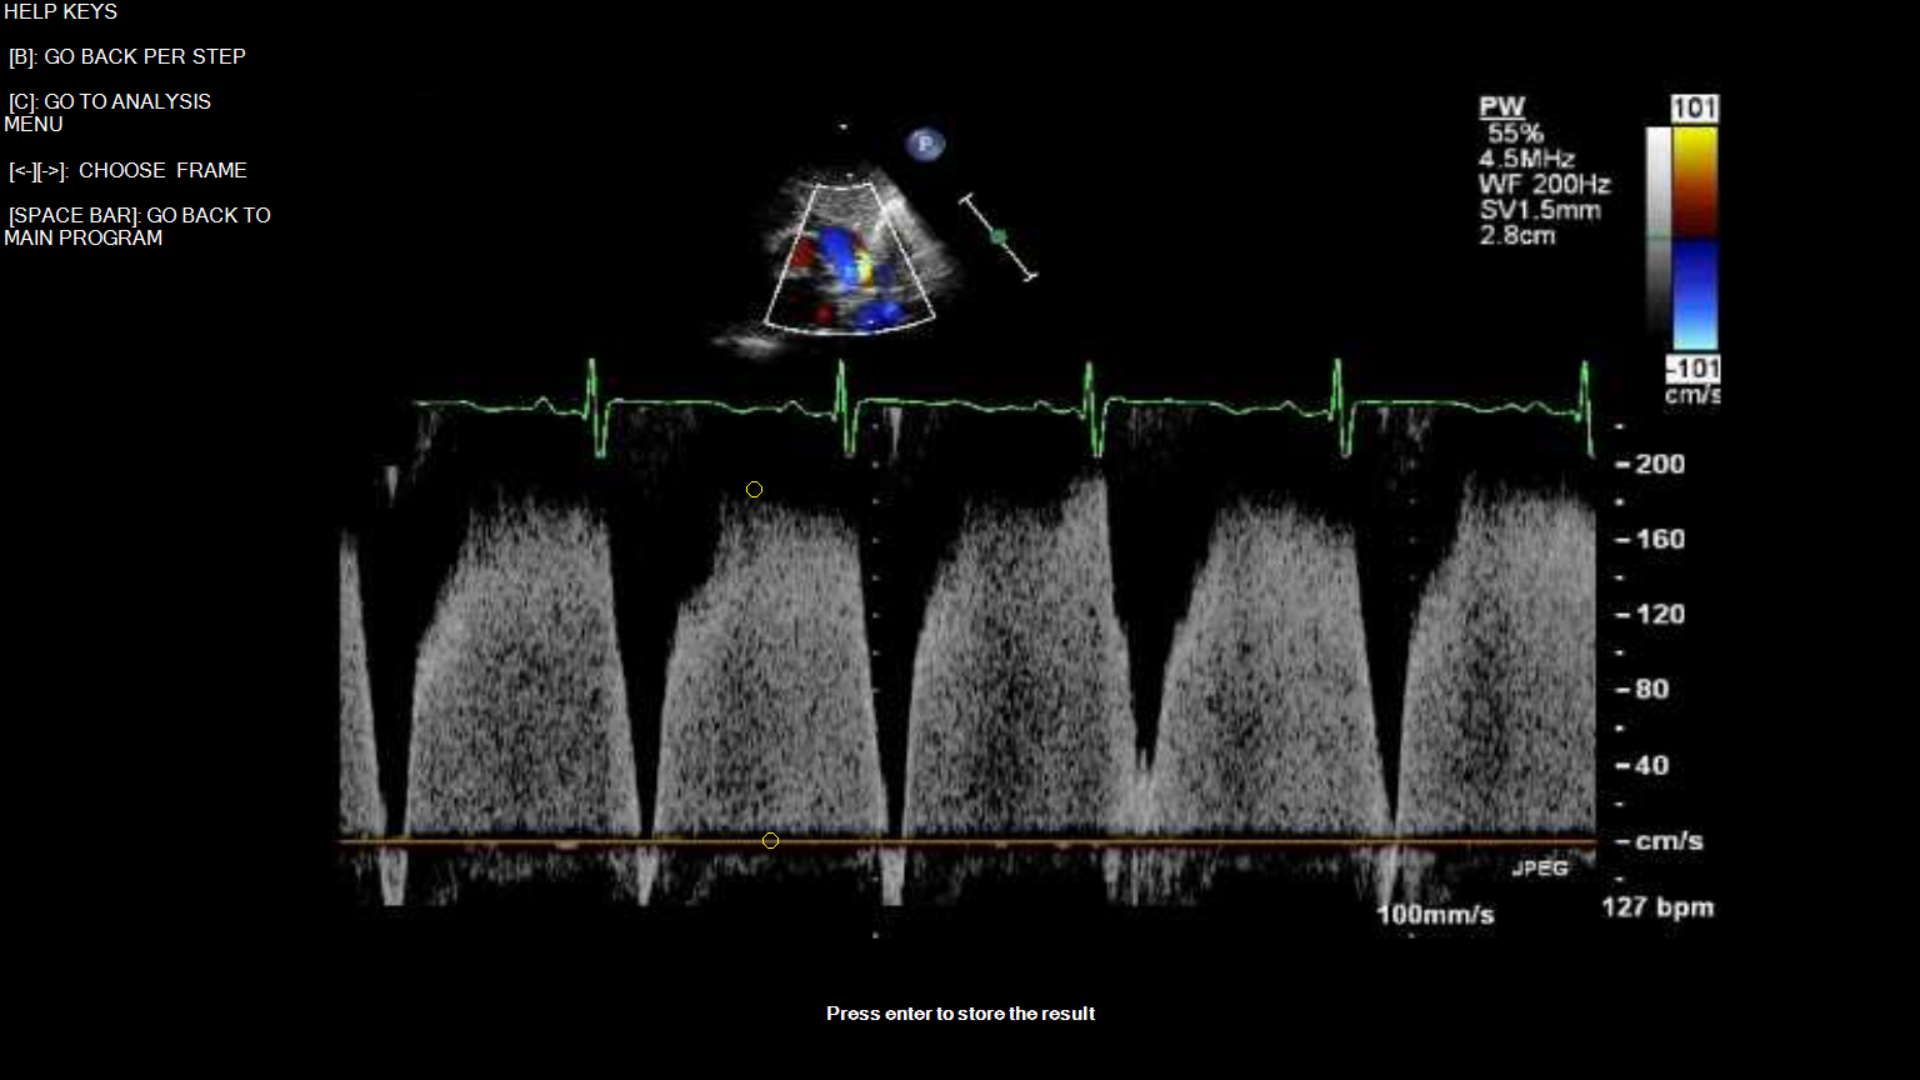 HELP KEYS
[B]: GO BACK PER STEP
[C]: GO TO ANALYSIS
MENU
[<-][->]: CHOOSE FRAME
[SPACE BAR]: GO BACK TO
MAIN PROGRAM
P
PW
55%
4.5MHz
WF 200Hz
SV1.5mm
2.8cm
101
-101
cm/s
200
160
120
80
40
cm/s
JPEG
100mm/s
127 bpm
Press enter to store the result